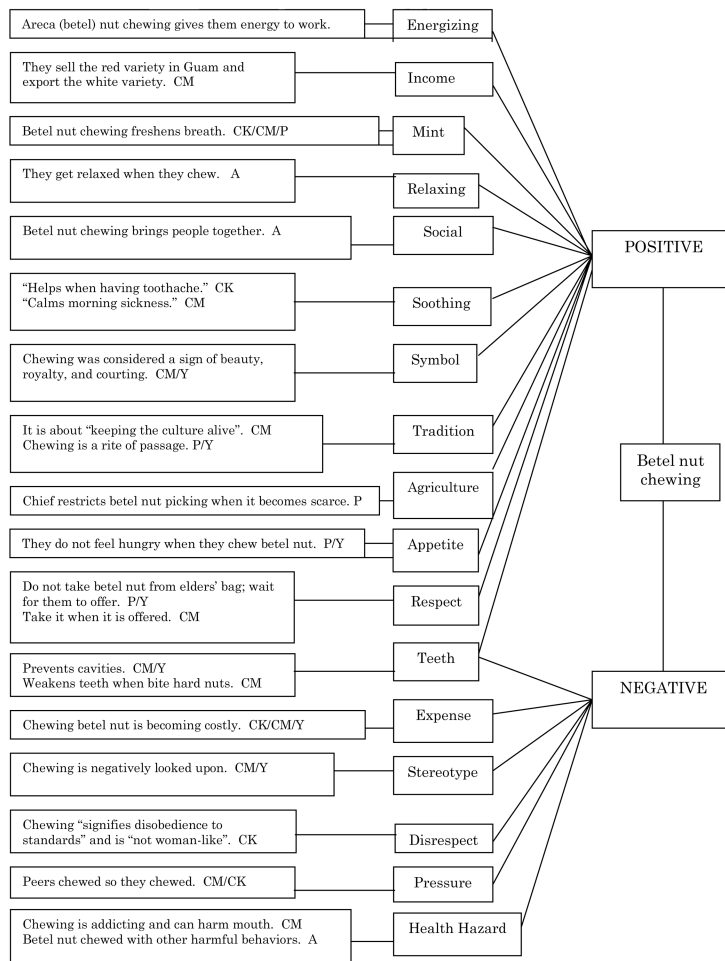 Areca (betel) nut chewing gives them energy to work.
Energizing
They sell the red variety in Guam and
export the white variety. CM
Income
Betel nut chewing freshens breath. CK/CM/P
Mint
They get relaxed when they chew. A
Relaxing
Betel nut chewing brings people together. A
Social
POSITIVE
“Helps when having toothache.” CK
“Calms morning sickness.” CM
Soothing
Chewing was considered a sign of beauty,
royalty, and courting. CM/Y
Symbol
It is about “keeping the culture alive”. CM
Chewing is a rite of passage. P/Y
Tradition
Betel nut
chewing
Chief restricts betel nut picking when it becomes scarce. P
Agriculture
They do not feel hungry when they chew betel nut. P/Y
Appetite
Do not take betel nut from elders’ bag; wait
for them to offer. P/Y
Take it when it is offered. CM
Respect
Prevents cavities. CM/Y
Weakens teeth when bite hard nuts. CM
Teeth
NEGATIVE
Chewing betel nut is becoming costly. CK/CM/Y
Expense
Chewing is negatively looked upon. CM/Y
Stereotype
Chewing “signifies disobedience to
standards” and is “not woman-like”. CK
Disrespect
Peers chewed so they chewed. CM/CK
Pressure
Chewing is addicting and can harm mouth. CM
Betel nut chewed with other harmful behaviors. A
Health Hazard